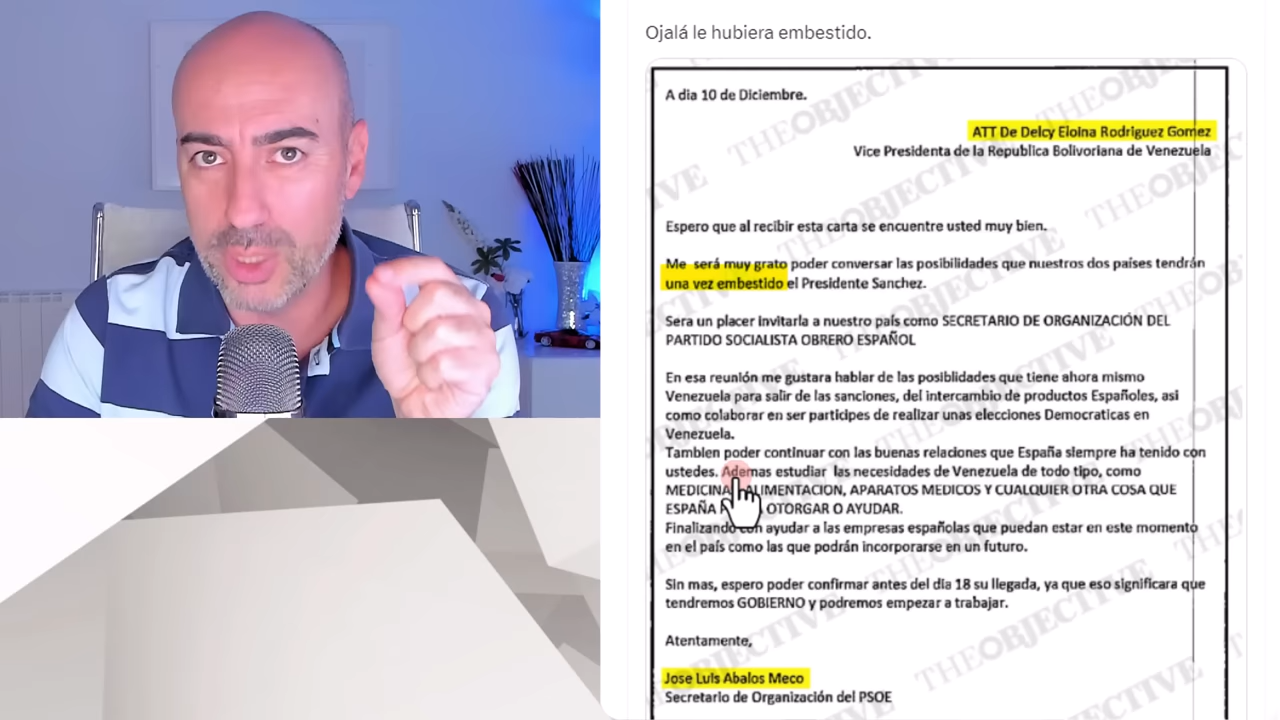 Ojalá le hubiera embestido.
A dia 10 de Diciembre.
ATT De Delcy Eloina Rodriguez Gomez
Vice Presidenta de la Republica Bolivoriana de Venezuela
Espero que al recibir esta carta se encuentre usted muy bien.
Me será muy grato poder conversar las posibilidades que nuestros dos países tendrán
una vez embestido el Presidente Sanchez.
Sera un placer invitarla a nuestro país como SECRETARIO DE ORGANIZACIÓN DEL
PARTIDO SOCIALISTA OBRERO ESPAÑOL
En esa reunión me gustara hablar de las posiblidades que tiene ahora mismo
Venezuela para salir de las sanciones, del intercambio de productos Españoles, asi
como colaborar en ser participes de realizar unas elecciones Democraticas en
Venezuela.
Tambien poder continuar con las buenas relaciones que España siempre ha tenido con
ustedes. Ademas estudiar las necesidades de Venezuela de todo tipo, como
MEDICINA ALIMENTACION, APARATOS MEDICOS Y CUALQUIER OTRA COSA QUE
ESPAÑA OTORGAR O AYUDAR.
Finalizando con ayudar a las empresas españolas que puedan estar en este momento
en el país como las que podrán incorporarse en un futuro.
Sin mas, espero poder confirmar antes del día 18 su llegada, ya que eso significara que
tendremos GOBIERNO y podremos empezar a trabajar.
Atentamente,
Jose Luis Abalos Meco
Secretario de Organización del PSOE
THEOBJECTIVE